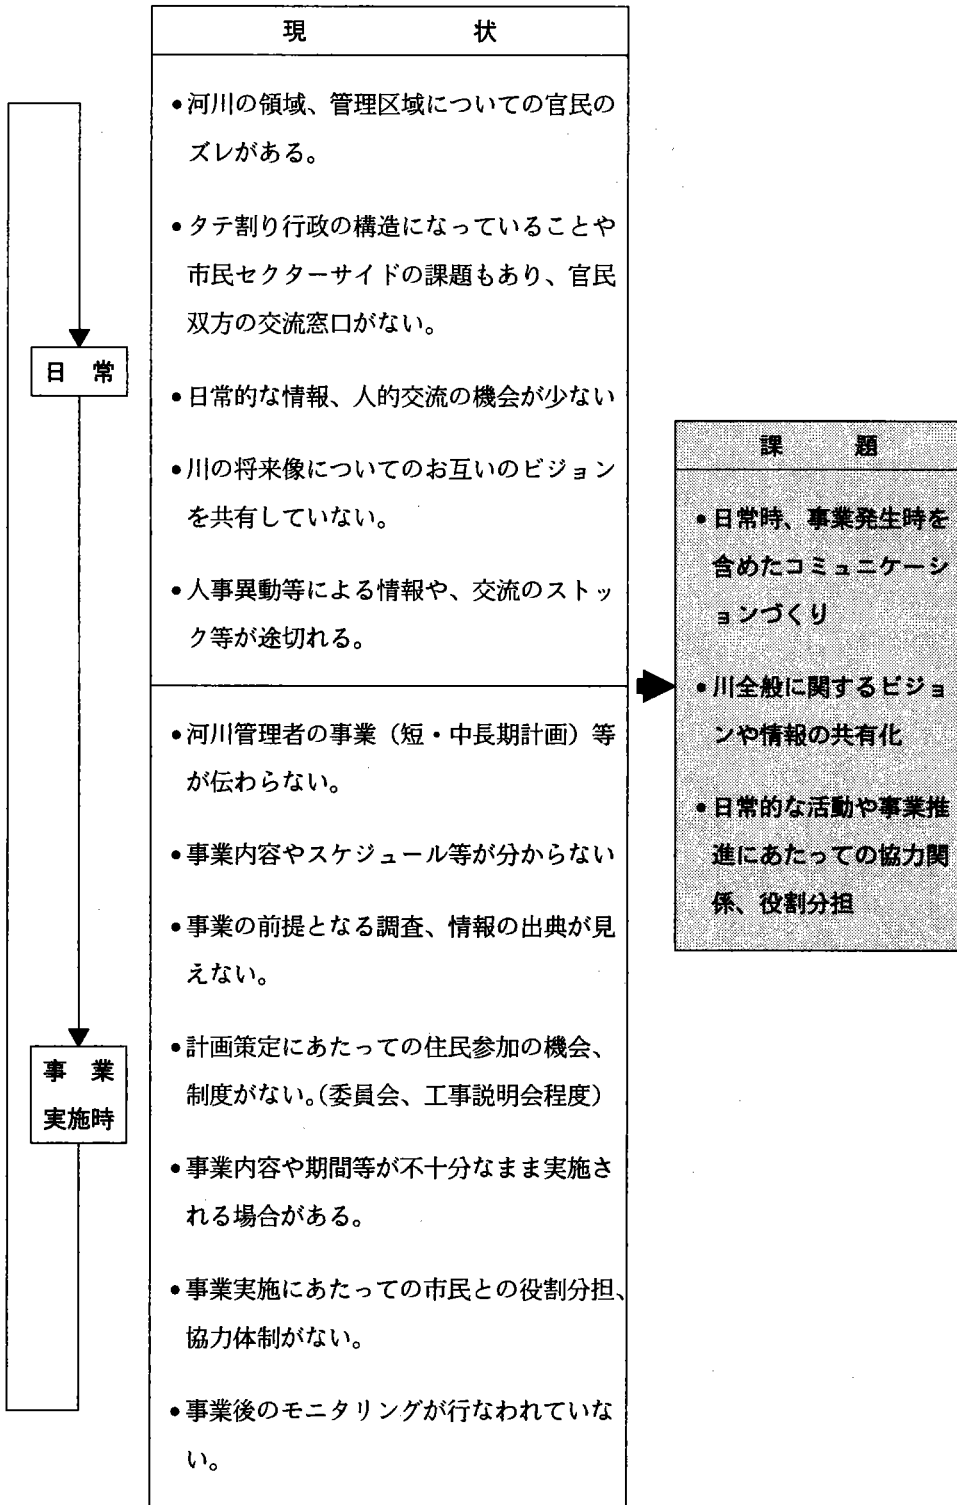 現 状
•河川の領域、管理区域についての官民の
ズレがある。
•タテ割り行政の構造になっていることや
市民セクターサイドの課題もあり、官民
双方の交流窓口がない。
•日常的な情報、人的交流の機会が少ない
•川の将来像についてのお互いのビジョン
を共有していない。
•人事異動等による情報や、交流のストッ
ク等が途切れる。
日 常
•河川管理者の事業（短・中長期計画）等
が伝わらない。
•事業内容やスケジュール等が分からない
•事業の前提となる調査、情報の出典が見
えない。
•計画策定にあたっての住民参加の機会、
制度がない。（委員会、工事説明会程度）
•事業内容や期間等が不十分なまま実施さ
れる場合がある。
•事業実施にあたっての市民との役割分担、
協力体制がない。
•事業後のモニタリングが行なわれていな
い。
事 業
実施時
課 題
•日常時、事業発生時を
含めたコミュニケーシ
ョンづくり
•川全般に関するビジョ
ンや情報の共有化
•日常的な活動や事業推
進にあたっての協力関
係、役割分担